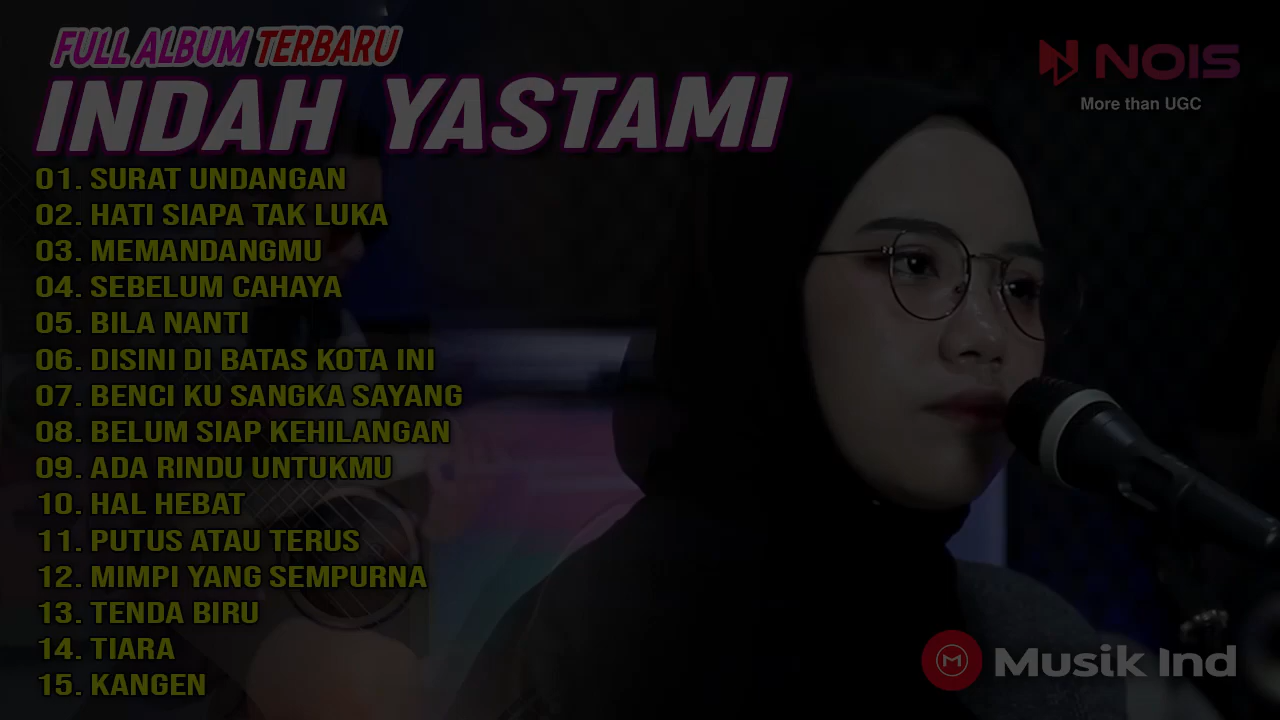 FULL ALBUM TERBARU
INDAH YASTAMI
01. SURAT UNDANGAN
02. HATI SIAPA TAK LUKA
03. MEMANDANGMU
04. SEBELUM CAHAYA
05. BILA NANTI
06. DISINI DI BATAS KOTA INI
07. BENCI KU SANGKA SAYANG
08. BELUM SIAP KEHILANGAN
09. ADA RINDU UNTUKMU
10. HAL HEBAT
11. PUTUS ATAU TERUS
12. MIMPI YANG SEMPURNA
13. TENDA BIRU
14. TIARA
15. KANGEN
NOIS
More than UGC
Musik Ind